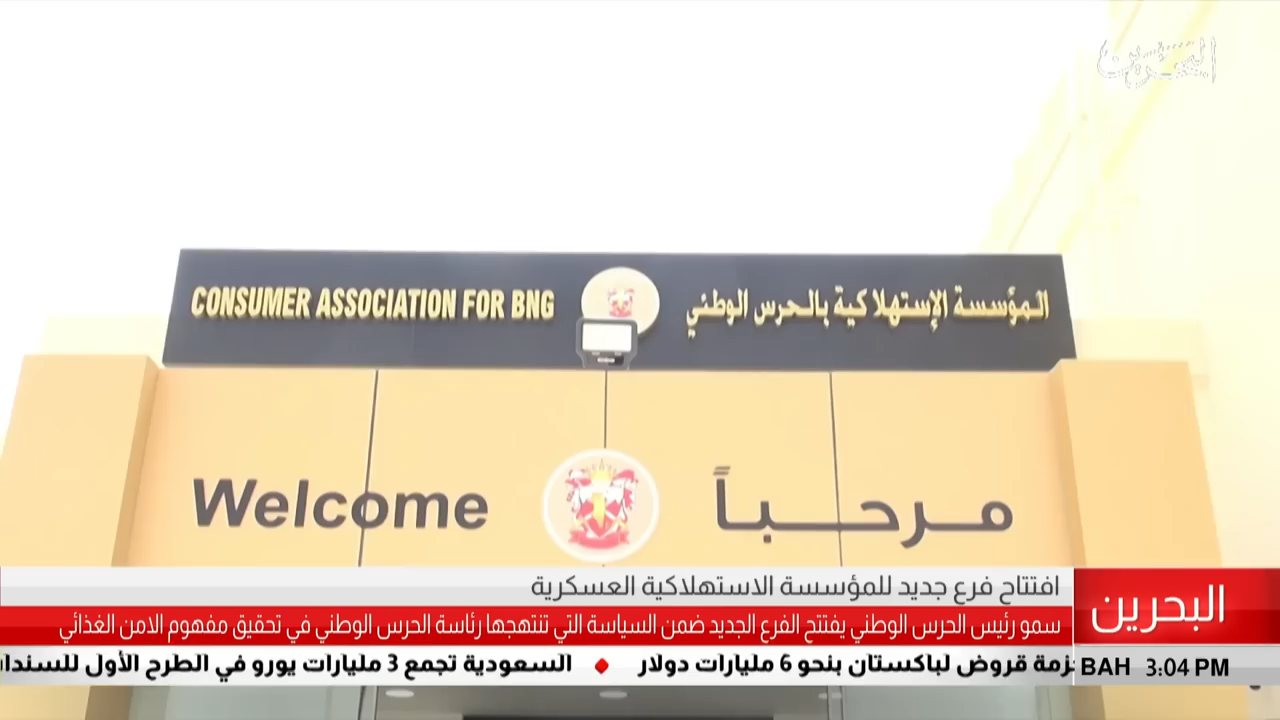 البحرين
CONSUMER ASSOCIATION FOR BNG
المؤسسة الإستهلاكية بالحرس الوطني
Welcome
مرحباً
افتتاح فرع جديد للمؤسسة الاستهلاكية العسكرية
البحرين
سمو رئيس الحرس الوطني يفتتح الفرع الجديد ضمن السياسة التي تنتهجها رئاسة الحرس الوطني في تحقيق مفهوم الامن الغذائي
قروض لباكستان بنحو 6 مليارات دولار ♦ السعودية تجمع 3 مليارات يورو في الطرح الأول
BAH 3:04 PM